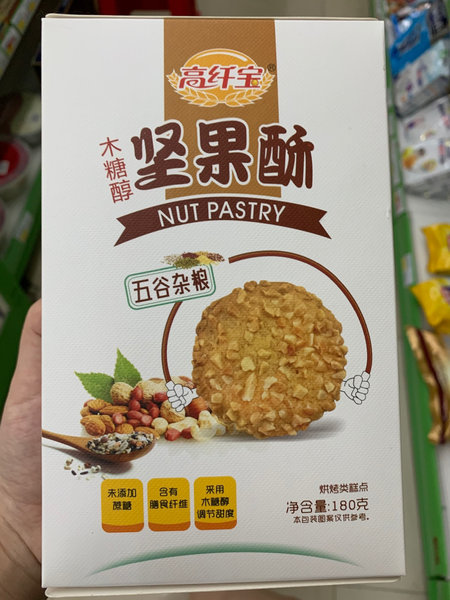 高纤宝®
木糖醇
坚果酥
NUT PASTRY
五谷杂粮
未添加
蔗糖
含有
膳食纤维
采用
木糖醇
调节甜度
烘烤类糕点
净含量:180克
本包装图案仅供参考。